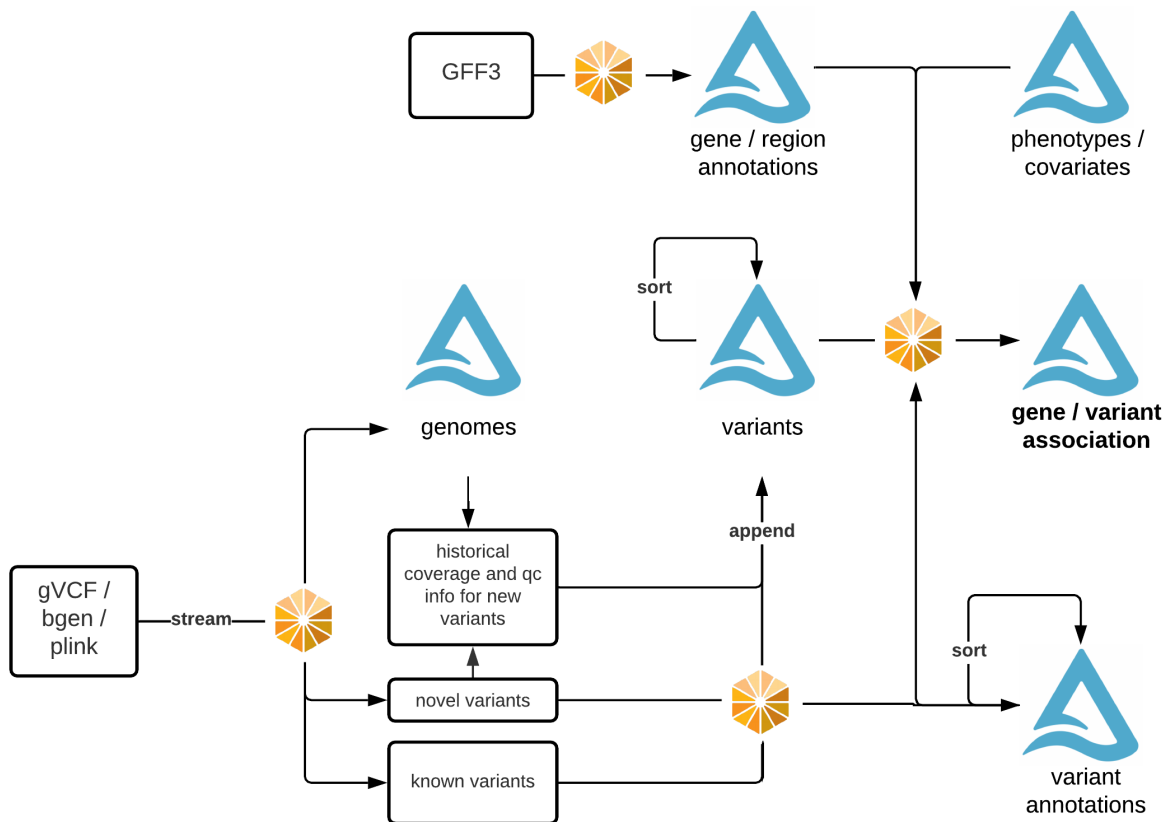 GFF3
gene / region
annotations
phenotypes /
covariates
sort
genomes
variants
gene / variant
association
historical
coverage and qc
info for new
variants
append
gVCF /
bgen /
plink
stream
novel variants
known variants
sort
variant
annotations